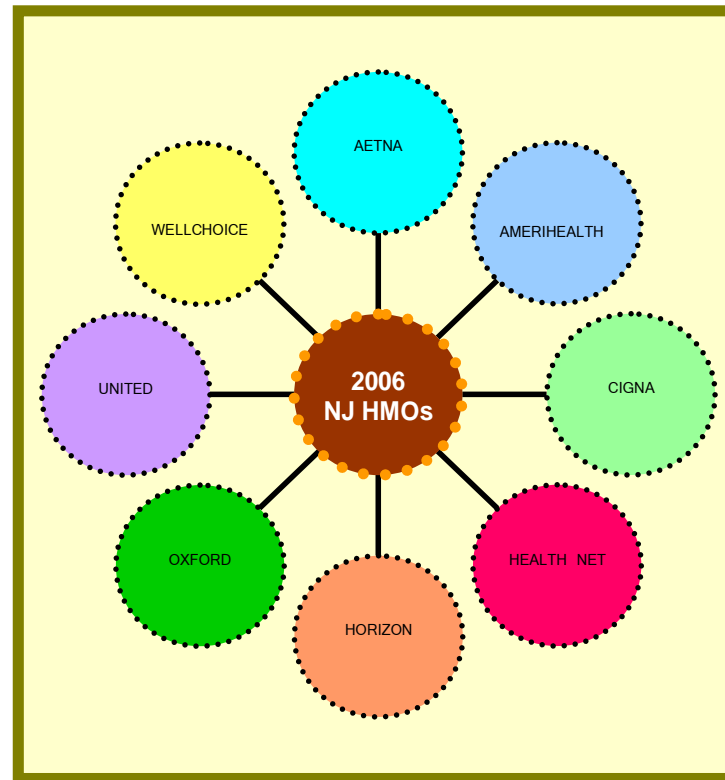 AETNA
WELLCHOICE
AMERIHEALTH
UNITED
2006
NJ HMOs
CIGNA
OXFORD
HEALTH NET
HORIZON